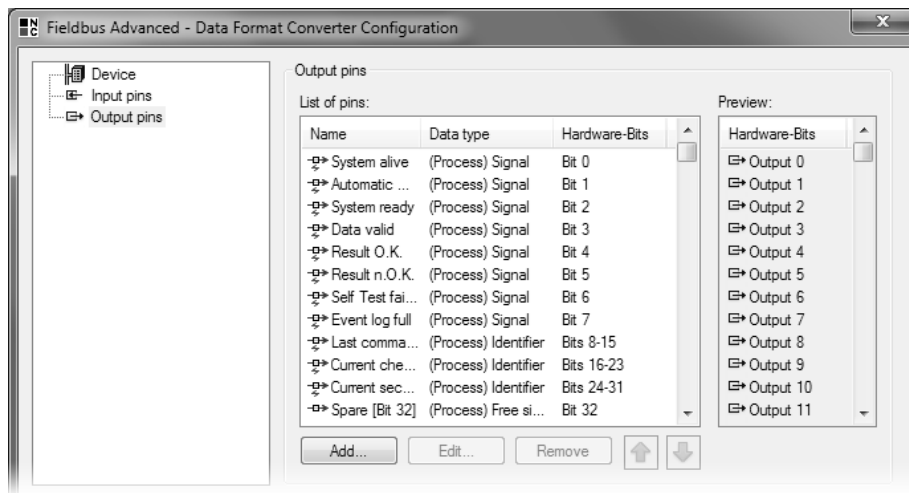 Fieldbus Advanced - Data Format Converter Configuration
Device
Input pins
Output pins
Output pins
List of pins:
Preview:
Name Data type Hardware-Bits
Hardware-Bits
System alive (Process) Signal Bit 0
Output 0
Automatic ... (Process) Signal Bit 1
Output 1
System ready (Process) Signal Bit 2
Output 2
Data valid (Process) Signal Bit 3
Output 3
Result O.K. (Process) Signal Bit 4
Output 4
Result n.O.K. (Process) Signal Bit 5
Output 5
Self Test fai... (Process) Signal Bit 6
Output 6
Event log full (Process) Signal Bit 7
Output 7
Last comma... (Process) Identifier Bits 8-15
Output 8
Current che... (Process) Identifier Bits 16-23
Output 9
Current sec... (Process) Identifier Bits 24-31
Output 10
Spare [Bit 32] (Process) Free si... Bit 32
Output 11
Add... Edit... Remove